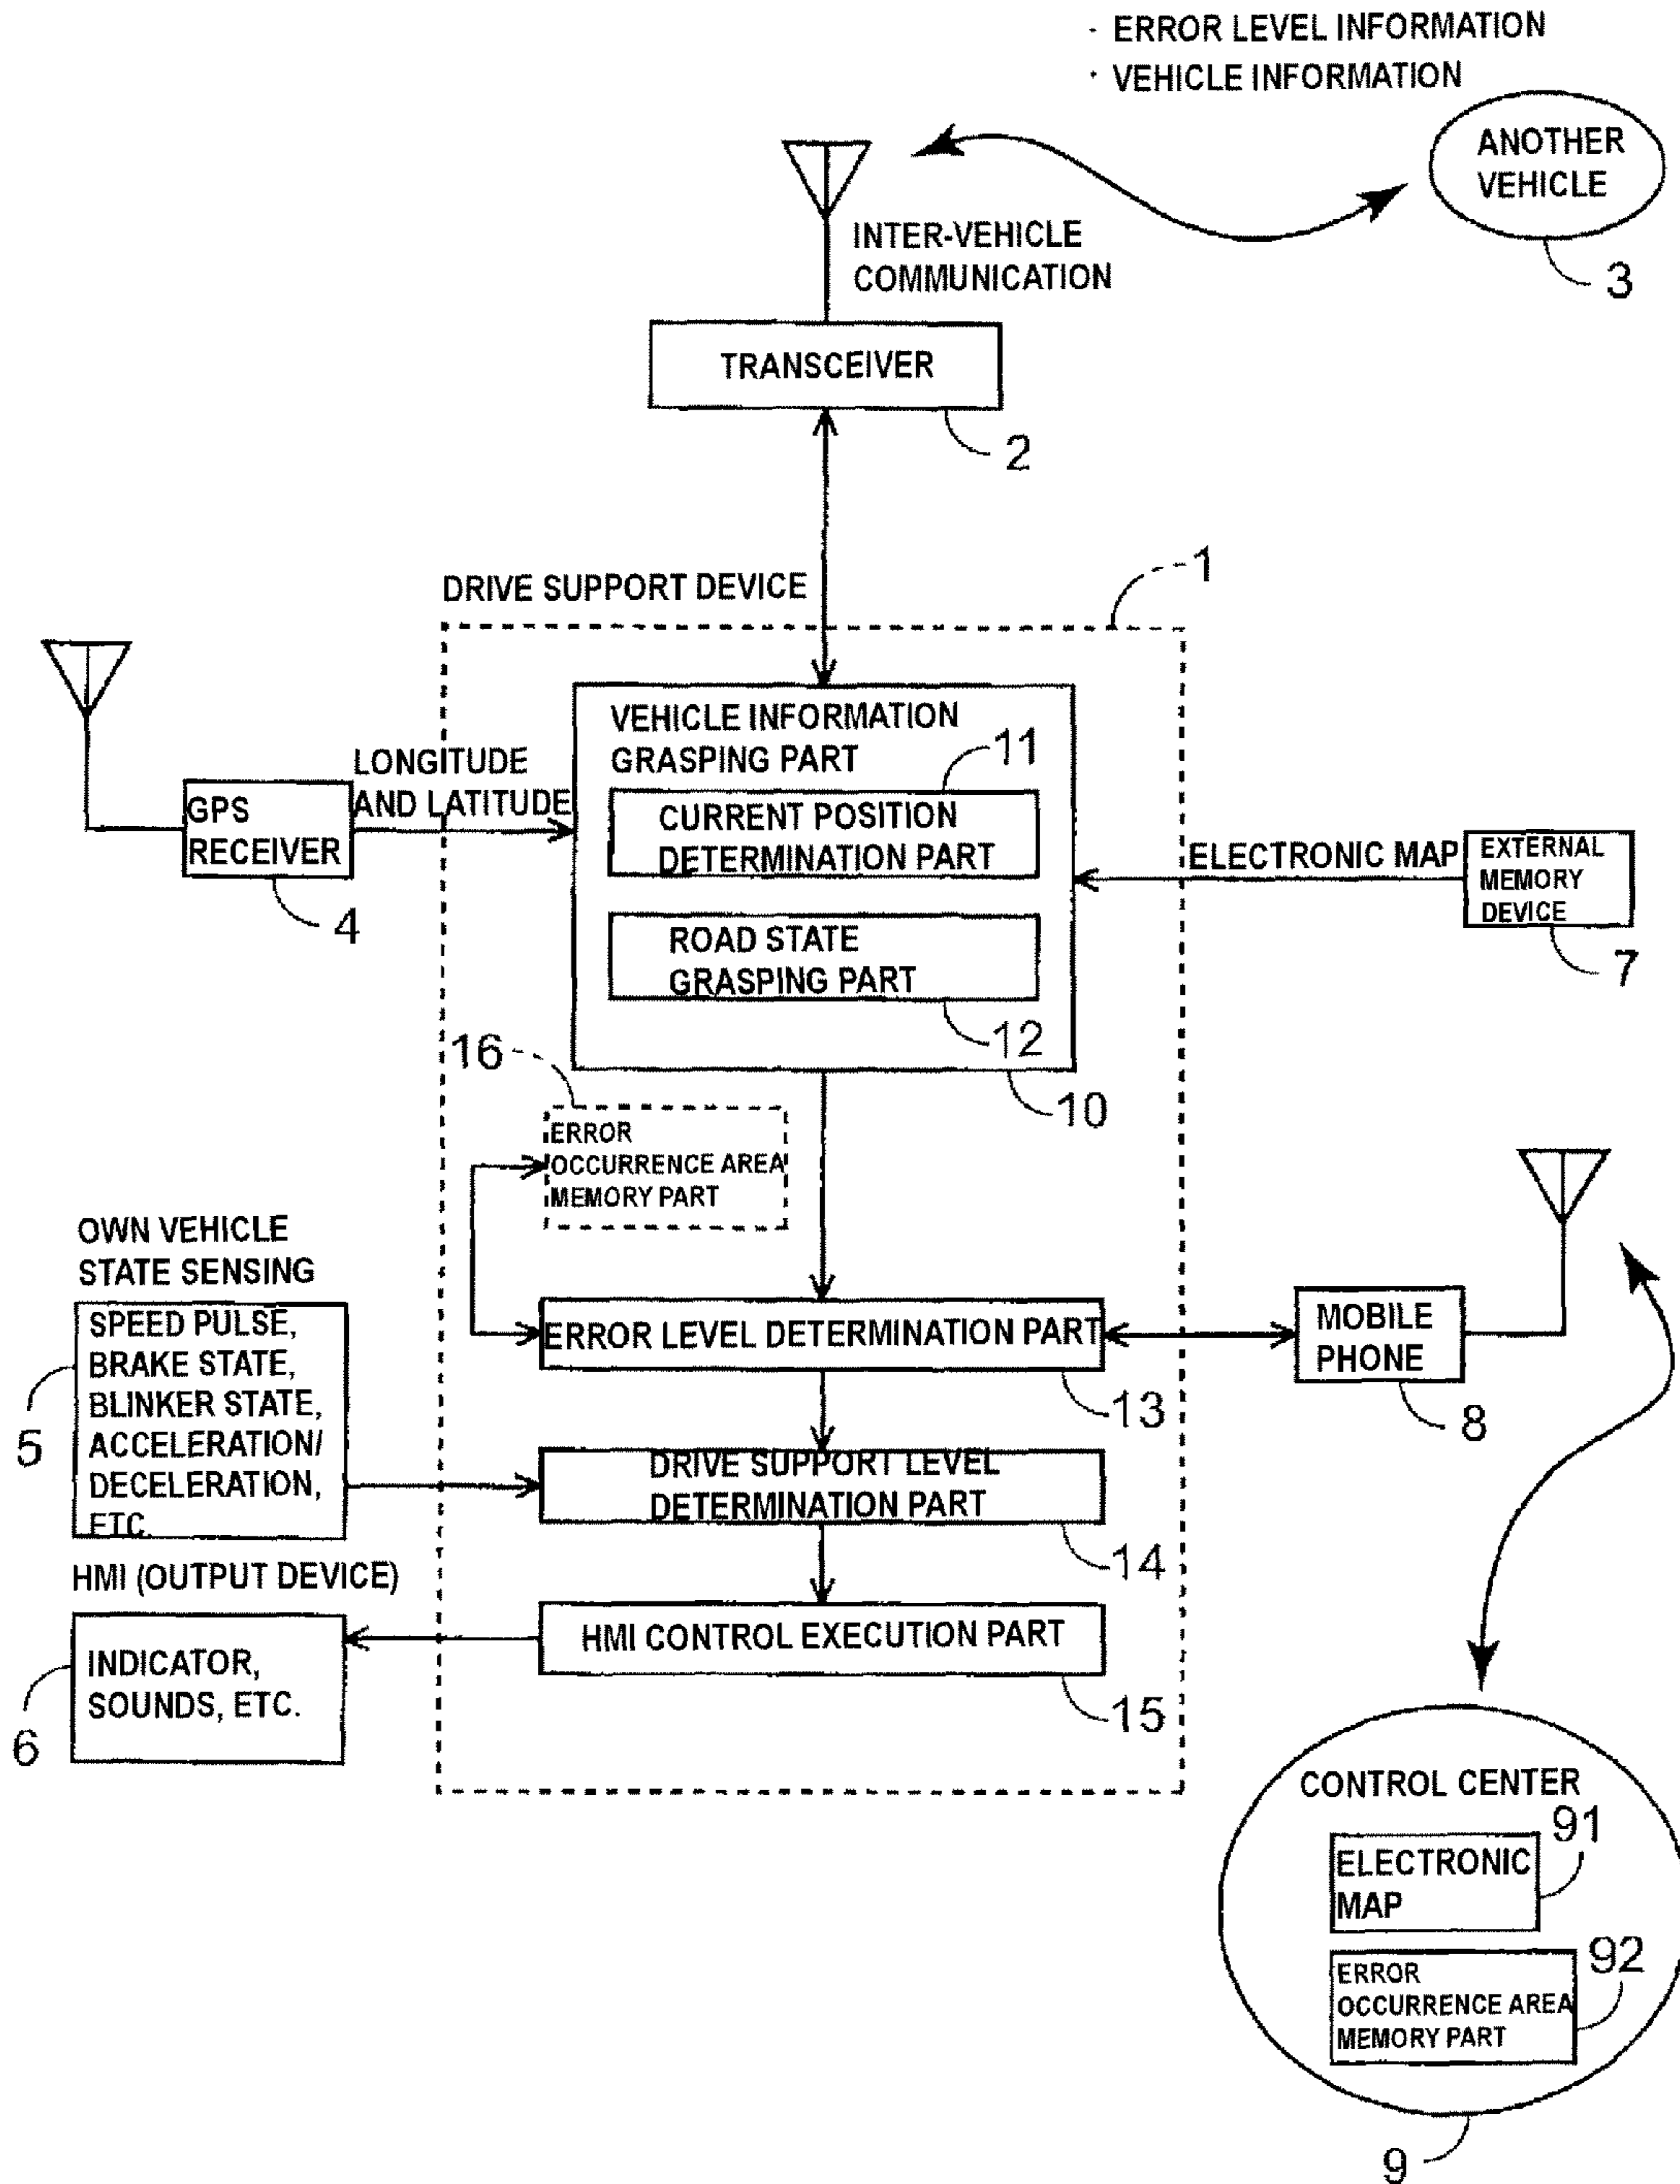 · ERROR LEVEL INFORMATION
· VEHICLE INFORMATION
ANOTHER
VEHICLE
3
INTER-VEHICLE
COMMUNICATION
TRANSCEIVER
2
DRIVE SUPPORT DEVICE
1
VEHICLE INFORMATION
GRASPING PART
11
CURRENT POSITION
DETERMINATION PART
ROAD STATE
GRASPING PART
12
10
LONGITUDE
AND LATITUDE
GPS
RECEIVER
4
ELECTRONIC MAP
EXTERNAL
MEMORY
DEVICE
7
16
ERROR
OCCURRENCE AREA
MEMORY PART
OWN VEHICLE
STATE SENSING
SPEED PULSE,
BRAKE STATE,
BLINKER STATE,
ACCELERATION/
DECELERATION,
ETC
5
ERROR LEVEL DETERMINATION PART
13
MOBILE
PHONE
8
DRIVE SUPPORT LEVEL
DETERMINATION PART
14
HMI (OUTPUT DEVICE)
INDICATOR,
SOUNDS, ETC.
6
HMI CONTROL EXECUTION PART
15
CONTROL CENTER
91
ELECTRONIC
MAP
92
ERROR
OCCURRENCE AREA
MEMORY PART
9